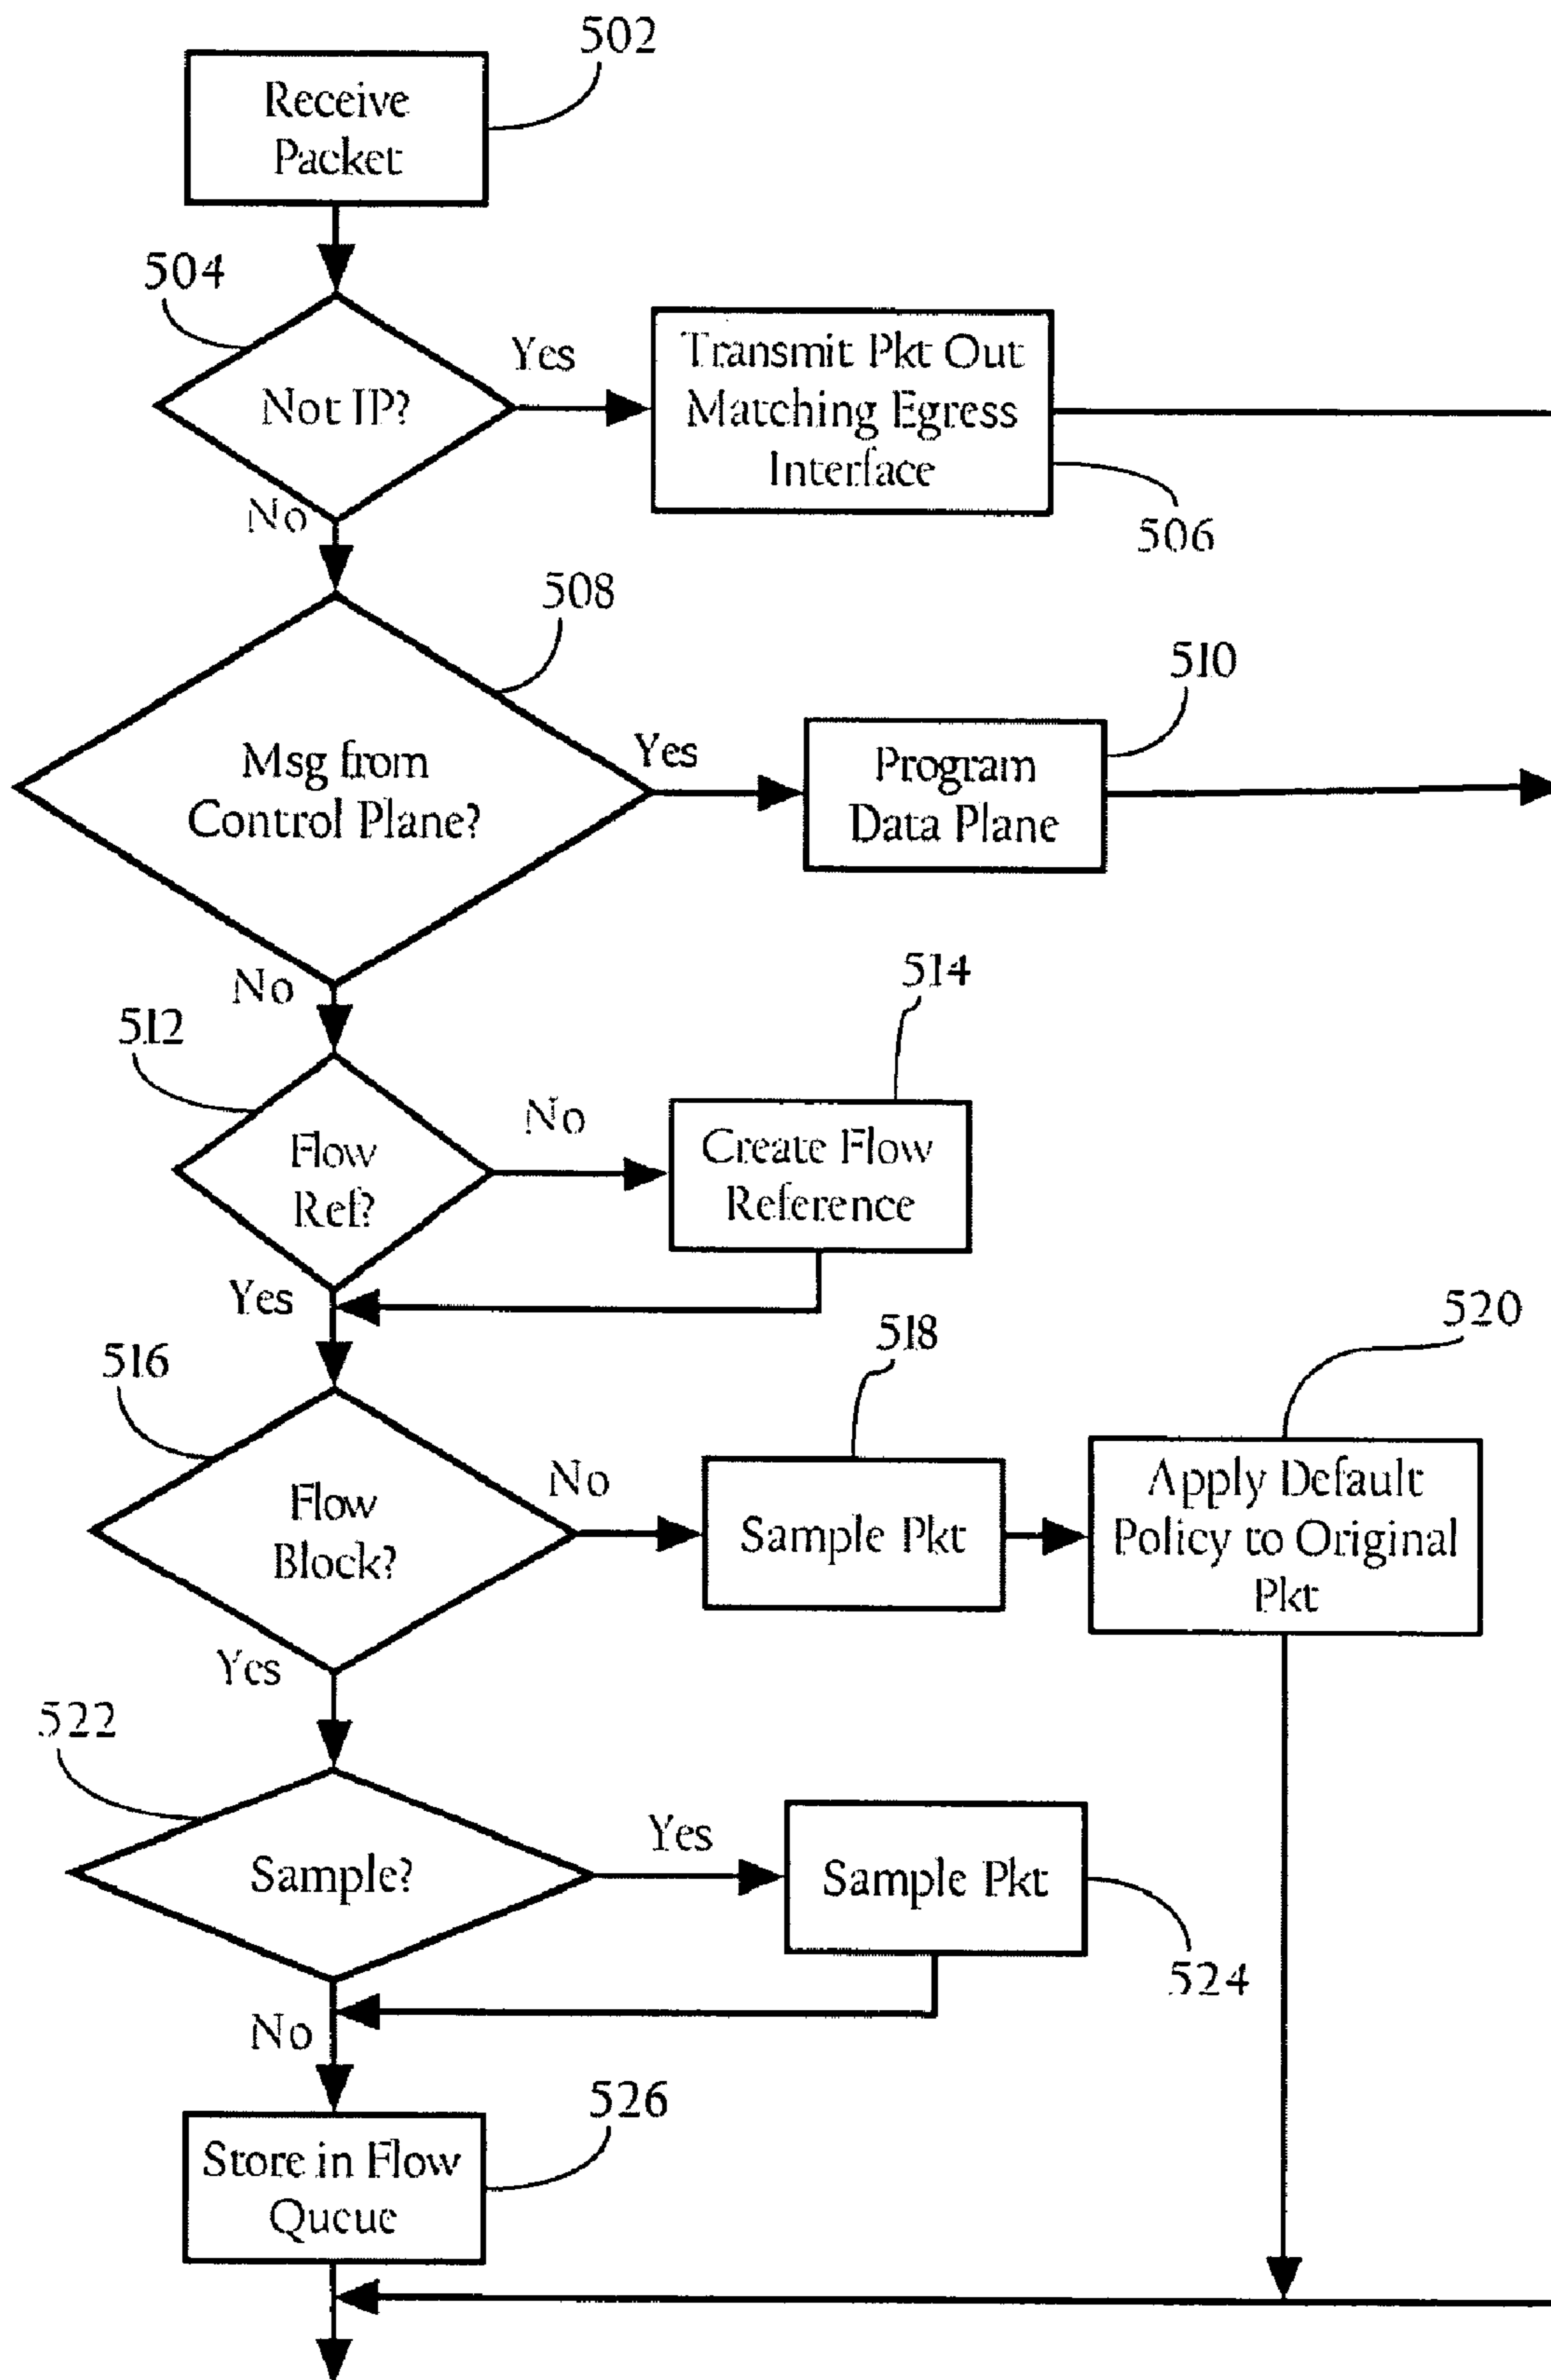 502
Receive
Packet
504
Not IP?
Yes
Transmit Pkt Out
Matching Egress
Interface
506
No
508
Msg from
Control Plane?
Yes
510
Program
Data Plane
No
512
Flow
Ref?
No
514
Create Flow
Reference
Yes
516
Flow
Block?
No
518
Sample Pkt
520
Apply Default
Policy to Original
Pkt
Yes
522
Sample?
Yes
Sample Pkt
524
No
526
Store in Flow
Queue